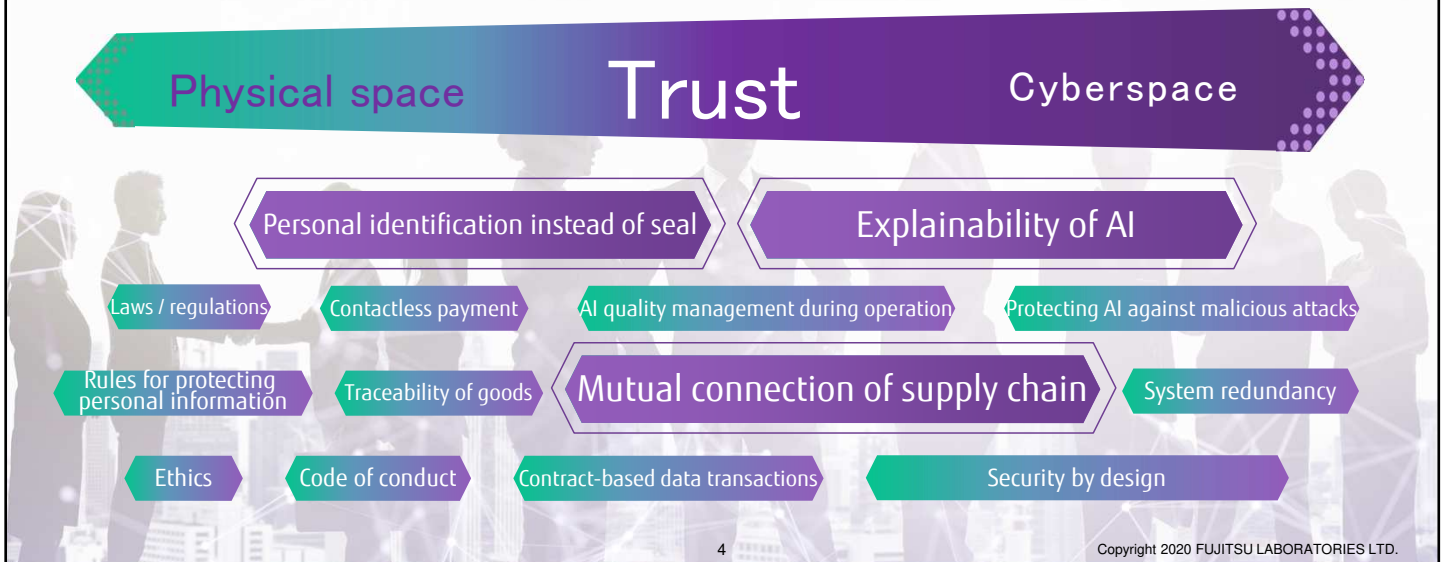 Physical space
Trust
Cyberspace
Personal identification instead of seal
Explainability of AI
Laws / regulations
Contactless payment
AI quality management during operation
Protecting AI against malicious attacks
Rules for protecting
personal information
Traceability of goods
Mutual connection of supply chain
System redundancy
Ethics
Code of conduct
Contract-based data transactions
Security by design
4
Copyright 2020 FUJITSU LABORATORIES LTD.